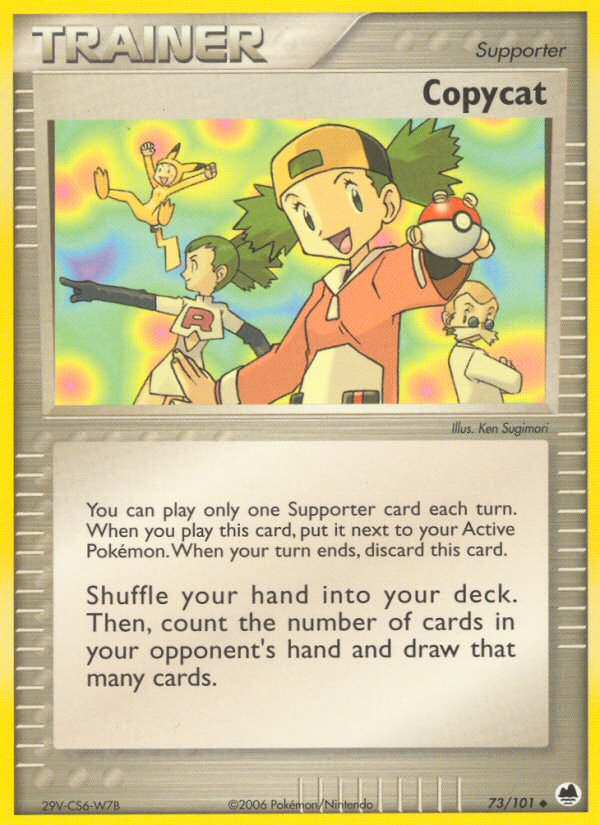 TRAINER
Supporter
Copycat
R
Illus. Ken Sugimori
You can play only one Supporter card each turn.
When you play this card, put it next to your Active
Pokémon. When your turn ends, discard this card.
Shuffle your hand into your deck.
Then, count the number of cards in
your opponent's hand and draw that
many cards.
29V-CS6-W7B
©2006 Pokémon/Nintendo
73/101